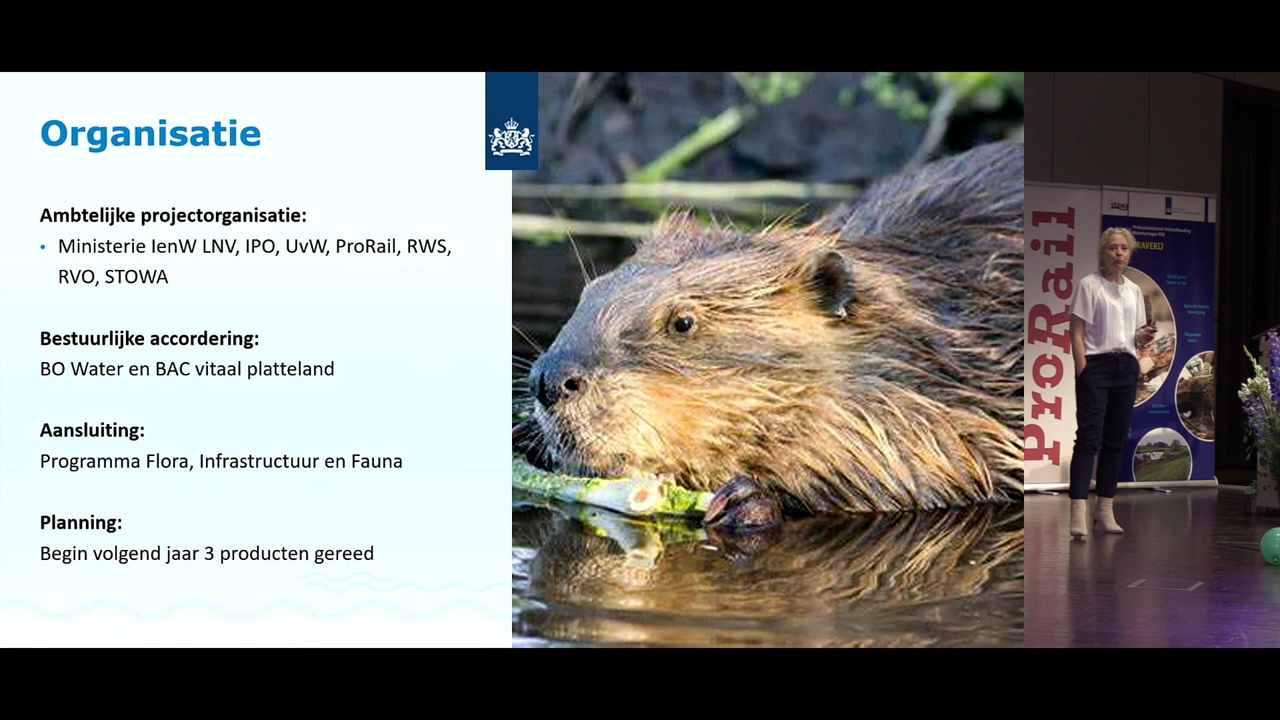 Organisatie
Ambtelijke projectorganisatie:
• Ministerie IenW LNV, IPO, UvW, ProRail, RWS,
RVO, STOWA
Bestuurlijke accordering:
BO Water en BAC vitaal platteland
Aansluiting:
Programma Flora, Infrastructuur en Fauna
Planning:
Begin volgend jaar 3 producten gereed
ProRail